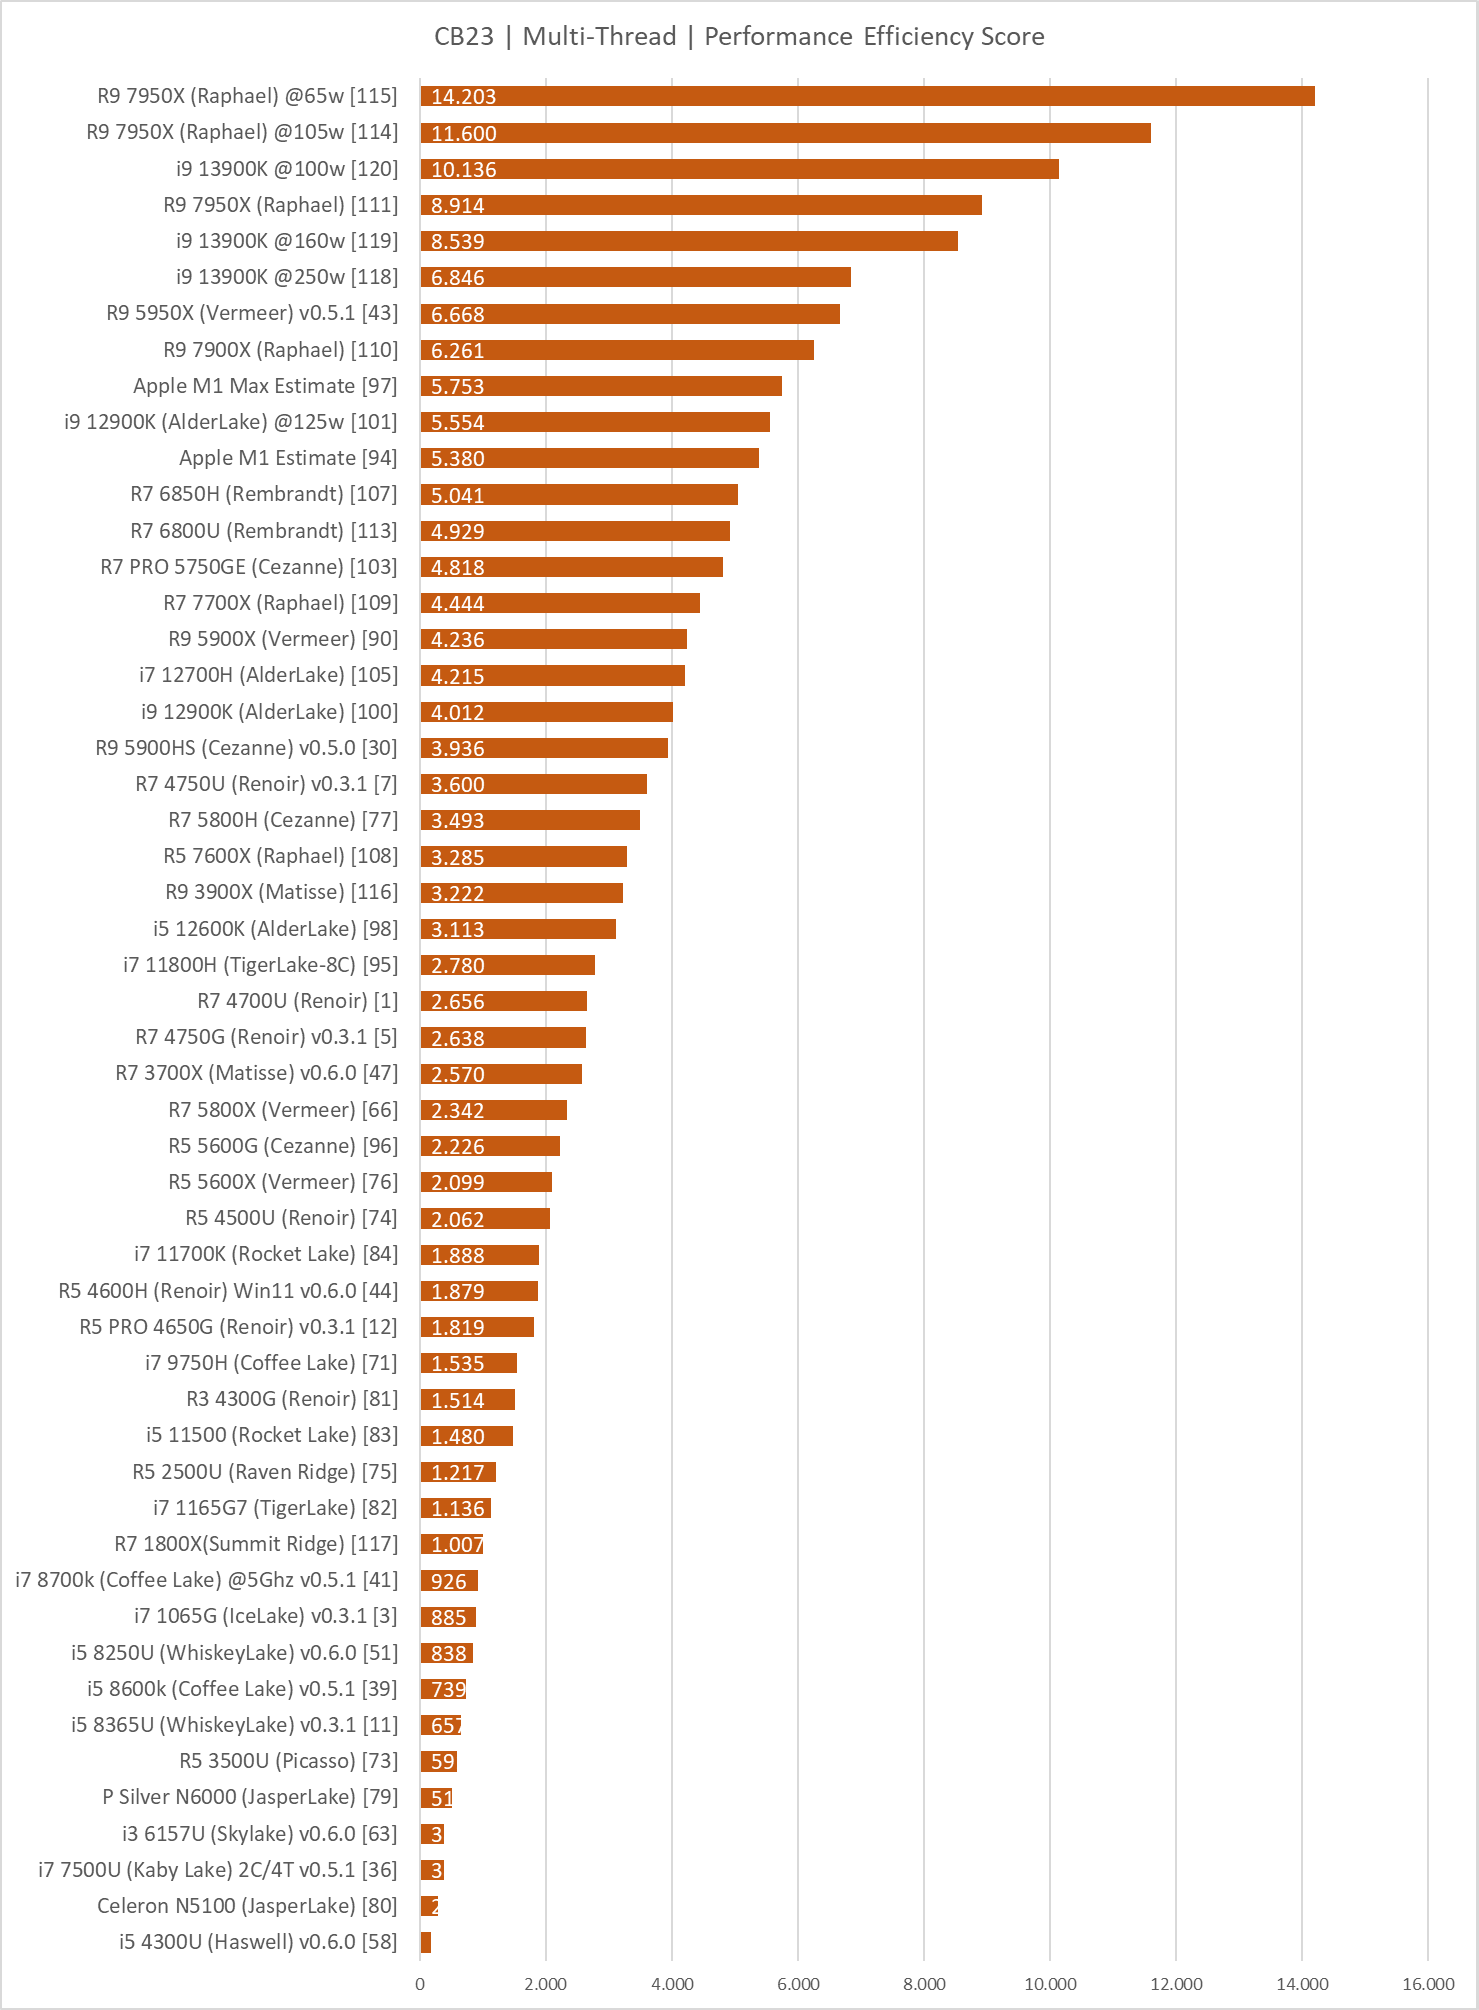 CB23 | Multi-Thread | Performance Efficiency Score
R9 7950X (Raphael) @65w [115] 14.203
R9 7950X (Raphael) @105w [114] 11.600
i9 13900K @100w [120] 10.136
R9 7950X (Raphael) [111] 8.914
i9 13900K @160w [119] 8.539
i9 13900K @250w [118] 6.846
R9 5950X (Vermeer) v0.5.1 [43] 6.668
R9 7900X (Raphael) [110] 6.261
Apple M1 Max Estimate [97] 5.753
i9 12900K (AlderLake) @125w [101] 5.554
Apple M1 Estimate [94] 5.380
R7 6850H (Rembrandt) [107] 5.041
R7 6800U (Rembrandt) [113] 4.929
R7 PRO 5750GE (Cezanne) [103] 4.818
R7 7700X (Raphael) [109] 4.444
R9 5900X (Vermeer) [90] 4.236
i7 12700H (AlderLake) [105] 4.215
i9 12900K (AlderLake) [100] 4.012
R9 5900HS (Cezanne) v0.5.0 [30] 3.936
R7 4750U (Renoir) v0.3.1 [7] 3.600
R7 5800H (Cezanne) [77] 3.493
R5 7600X (Raphael) [108] 3.285
R9 3900X (Matisse) [116] 3.222
i5 12600K (AlderLake) [98] 3.113
i7 11800H (TigerLake-8C) [95] 2.780
R7 4700U (Renoir) [1] 2.656
R7 4750G (Renoir) v0.3.1 [5] 2.638
R7 3700X (Matisse) v0.6.0 [47] 2.570
R7 5800X (Vermeer) [66] 2.342
R5 5600G (Cezanne) [96] 2.226
R5 5600X (Vermeer) [76] 2.099
R5 4500U (Renoir) [74] 2.062
i7 11700K (Rocket Lake) [84] 1.888
R5 4600H (Renoir) Win11 v0.6.0 [44] 1.879
R5 PRO 4650G (Renoir) v0.3.1 [12] 1.819
i7 9750H (Coffee Lake) [71] 1.535
R3 4300G (Renoir) [81] 1.514
i5 11500 (Rocket Lake) [83] 1.480
R5 2500U (Raven Ridge) [75] 1.217
i7 1165G7 (TigerLake) [82] 1.136
R7 1800X(Summit Ridge) [117] 1.007
i7 8700k (Coffee Lake) @5Ghz v0.5.1 [41] 926
i7 1065G (IceLake) v0.3.1 [3] 885
i5 8250U (WhiskeyLake) v0.6.0 [51] 838
i5 8600k (Coffee Lake) v0.5.1 [39] 739
i5 8365U (WhiskeyLake) v0.3.1 [11] 657
R5 3500U (Picasso) [73] 59
P Silver N6000 (JasperLake) [79] 51
i3 6157U (Skylake) v0.6.0 [63] 3
i7 7500U (Kaby Lake) 2C/4T v0.5.1 [36] 3
Celeron N5100 (JasperLake) [80] 2
i5 4300U (Haswell) v0.6.0 [58]
0 2.000 4.000 6.000 8.000 10.000 12.000 14.000 16.000